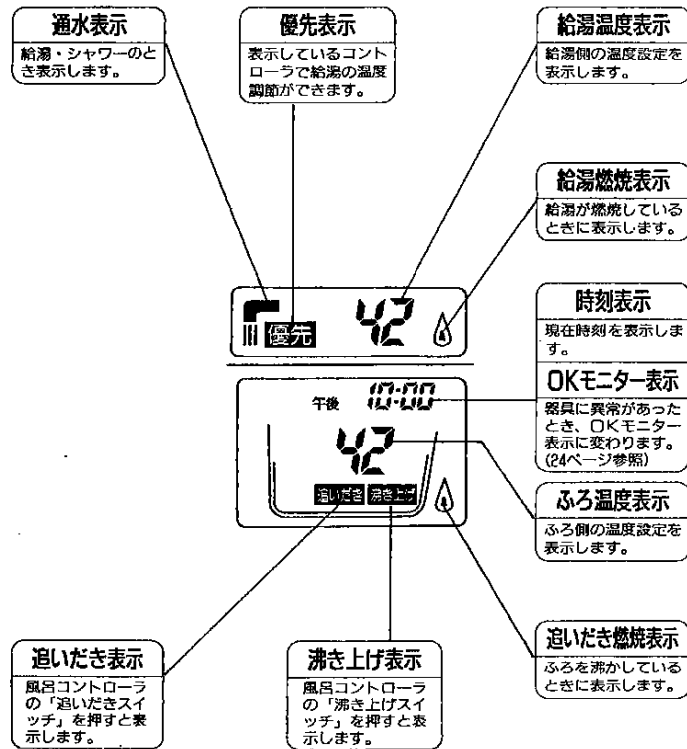 通水表示
給湯・シャワーのと
き表示します。
優先表示
表示しているコント
ローラで給湯の温度
調節ができます。
給湯温度表示
給湯側の温度設定を
表示します。
給湯燃焼表示
給湯が燃焼している
ときに表示します。
優先
42
時刻表示
現在時刻を表示しま
す。
OKモニター表示
器具に異常があった
とき、OKモニター
表示に変わります。
(24ページ参照)
午後 10:00
42
追いだき 沸き上げ
ふろ温度表示
ふろ側の温度設定を
表示します。
追いだき燃焼表示
ふろを沸かしている
ときに表示します。
追いだき表示
風呂コントローラ
の「追いだきスイ
ッチ」を押すと表
示します。
沸き上げ表示
風呂コントローラ
の「沸き上げスイ
ッチ」を押すと表
示します。